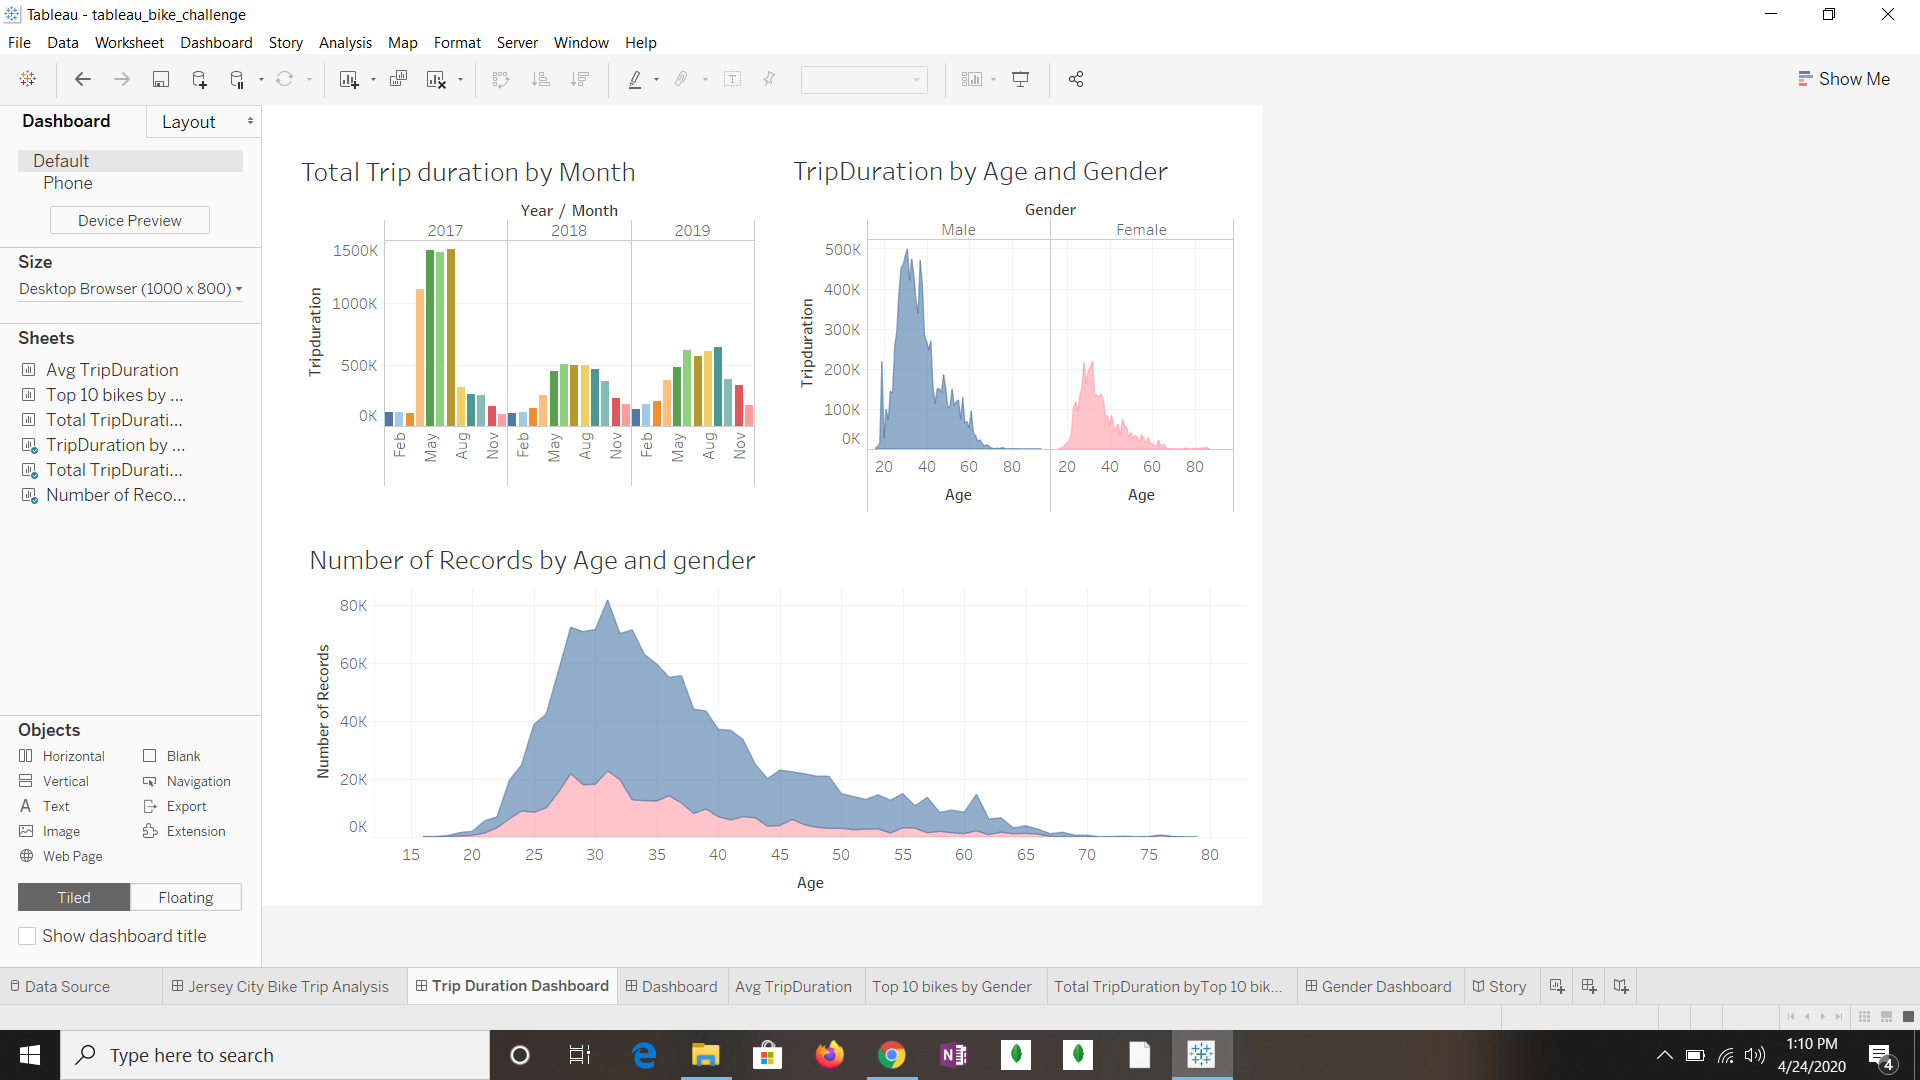 Tableau - tableau_bike_challenge
File Data Worksheet Dashboard Story Analysis Map Format Server Window Help
Show Me
Dashboard Layout
Default
Phone
Device Preview
Size
Desktop Browser (1000 x 800)
Sheets
Avg TripDuration
Top 10 bikes by ...
Total TripDurati...
TripDuration by ...
Total TripDurati...
Number of Reco...
Objects
Horizontal Blank
Vertical Navigation
A Text Export
Image Extension
Web Page
Tiled Floating
Show dashboard title
Total Trip duration by Month
Year / Month
2017 2018 2019
Tripduration
1500K
1000K
500K
0K
Feb May Aug Nov Feb May Aug Nov Feb May Aug Nov
TripDuration by Age and Gender
Gender
Male Female
Tripduration
500K
400K
300K
200K
100K
0K
20 40 60 80 20 40 60 80
Age Age
Number of Records by Age and gender
Number of Records
80K
60K
40K
20K
0K
15 20 25 30 35 40 45 50 55 60 65 70 75 80
Age
Data Source Jersey City Bike Trip Analysis Trip Duration Dashboard Dashboard Avg TripDuration Top 10 bikes by Gender Total TripDuration byTop 10 bik... Gender Dashboard Story
Type here to search
N
1:10 PM
4/24/2020
4